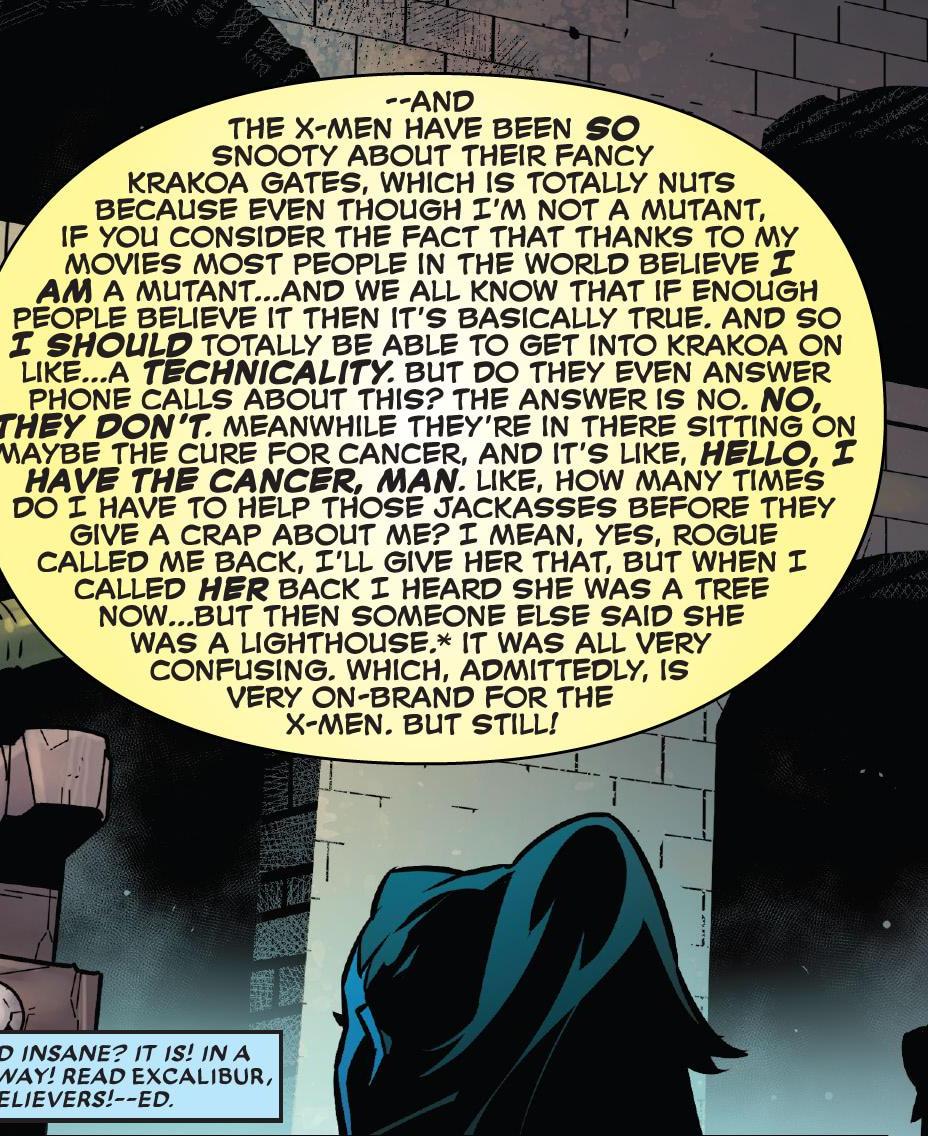 --AND
THE X-MEN HAVE BEEN SO
SNOOTY ABOUT THEIR FANCY
KRAKOA GATES, WHICH IS TOTALLY NUTS
BECAUSE EVEN THOUGH I'M NOT A MUTANT,
IF YOU CONSIDER THE FACT THAT THANKS TO MY
MOVIES MOST PEOPLE IN THE WORLD BELIEVE I
AM A MUTANT...AND WE ALL KNOW THAT IF ENOUGH
PEOPLE BELIEVE IT THEN IT'S BASICALLY TRUE. AND SO
I SHOULD TOTALLY BE ABLE TO GET INTO KRAKOA ON
LIKE...A TECHNICALITY. BUT DO THEY EVEN ANSWER
PHONE CALLS ABOUT THIS? THE ANSWER IS NO. NO,
THEY DON'T. MEANWHILE THEY'RE IN THERE SITTING ON
MAYBE THE CURE FOR CANCER, AND IT'S LIKE, HELLO, I
HAVE THE CANCER, MAN. LIKE, HOW MANY TIMES
DO I HAVE TO HELP THOSE JACKASSES BEFORE THEY
GIVE A CRAP ABOUT ME? I MEAN, YES, ROGUE
CALLED ME BACK, I'LL GIVE HER THAT, BUT WHEN I
CALLED HER BACK I HEARD SHE WAS A TREE
NOW...BUT THEN SOMEONE ELSE SAID SHE
WAS A LIGHTHOUSE.* IT WAS ALL VERY
CONFUSING. WHICH, ADMITTEDLY, IS
VERY ON-BRAND FOR THE
X-MEN. BUT STILL!
D INSANE? IT IS! IN A
WAY! READ EXCALIBUR,
ELIEVERS!--ED.